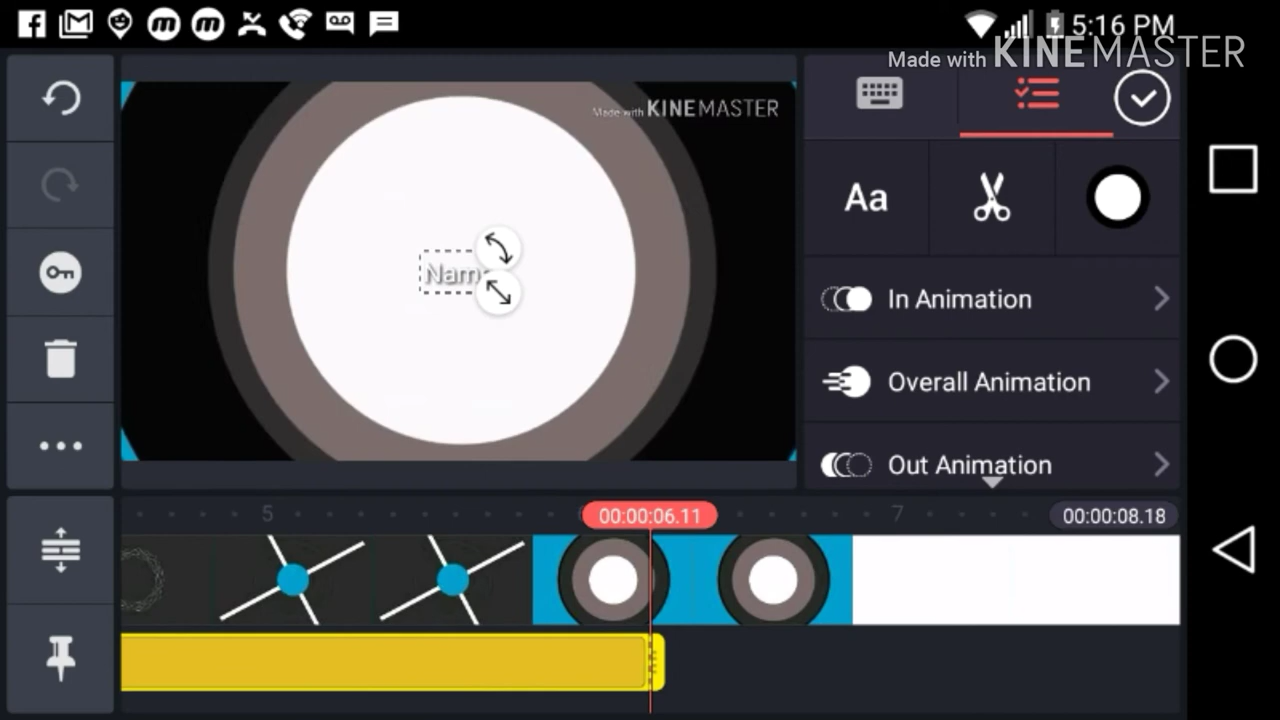 5:16 PM
Made with KINEMASTER
Made with KINEMASTER
Aa
Nam
In Animation
Overall Animation
Out Animation
5
00:00:06.11
7
00:00:08.18